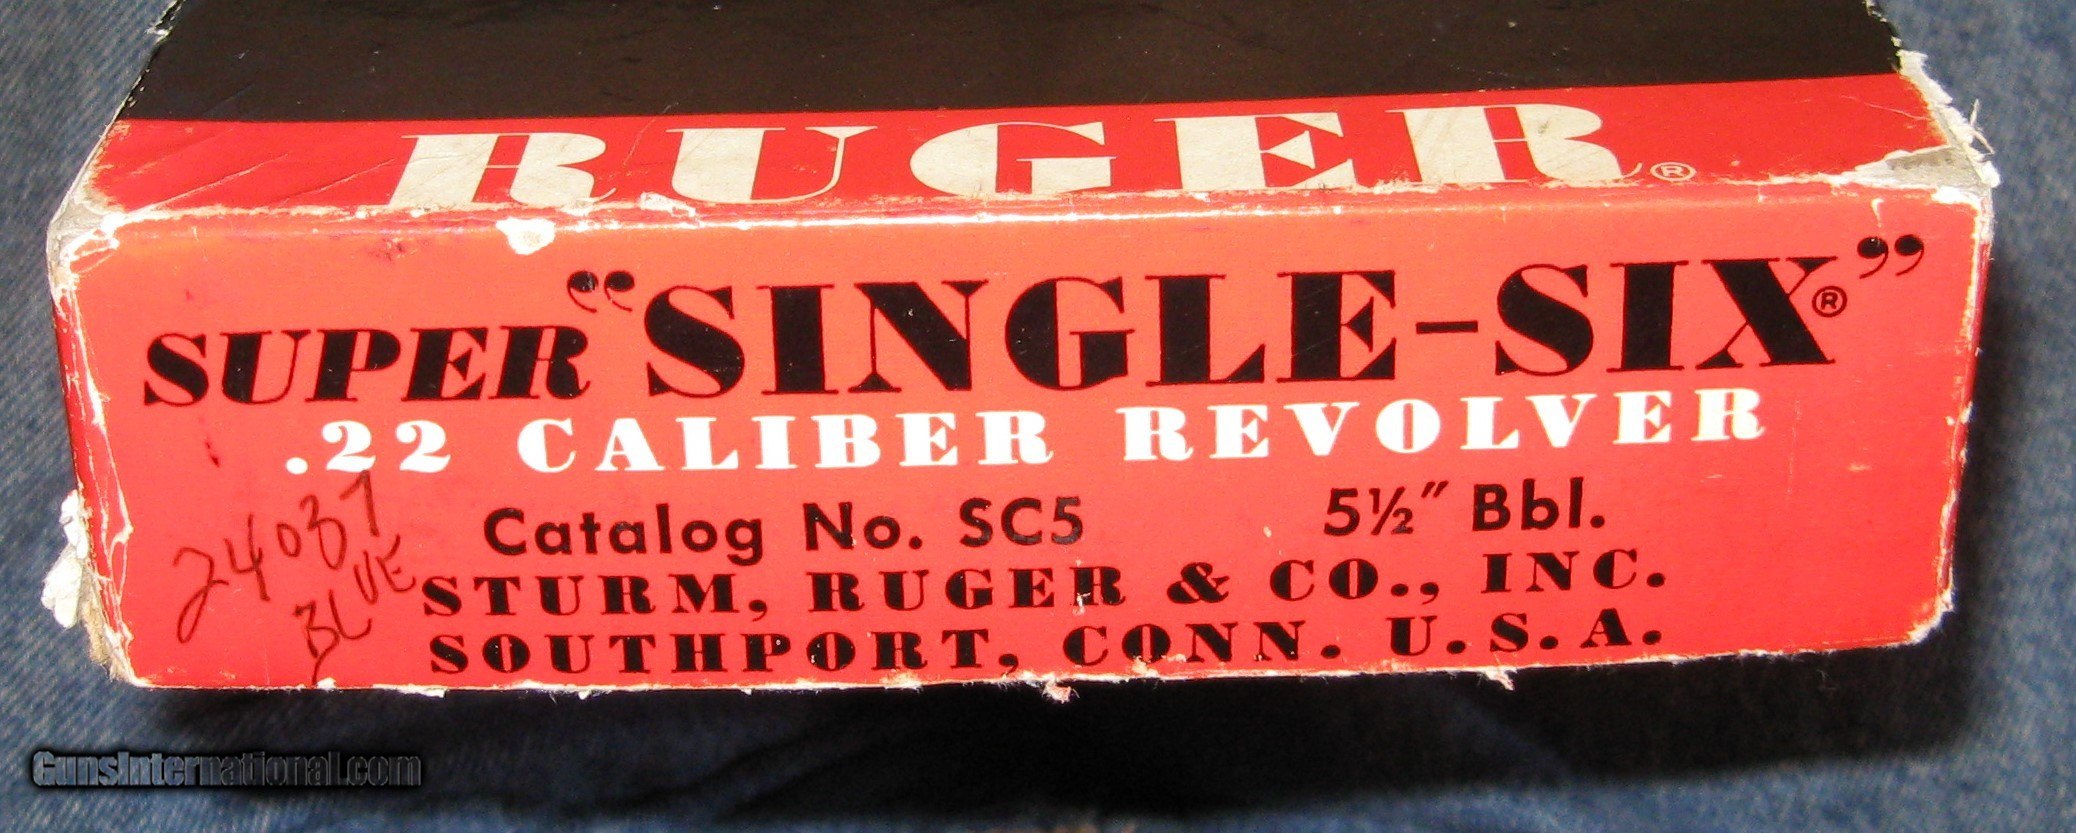 RUGER®
SUPER "SINGLE-SIX®"
.22 CALIBER REVOLVER
Catalog No. SC5 5½" Bbl.
24037
BLUE
STURM, RUGER & CO., INC.
SOUTHPORT, CONN. U.S.A.
GunsInternational.com